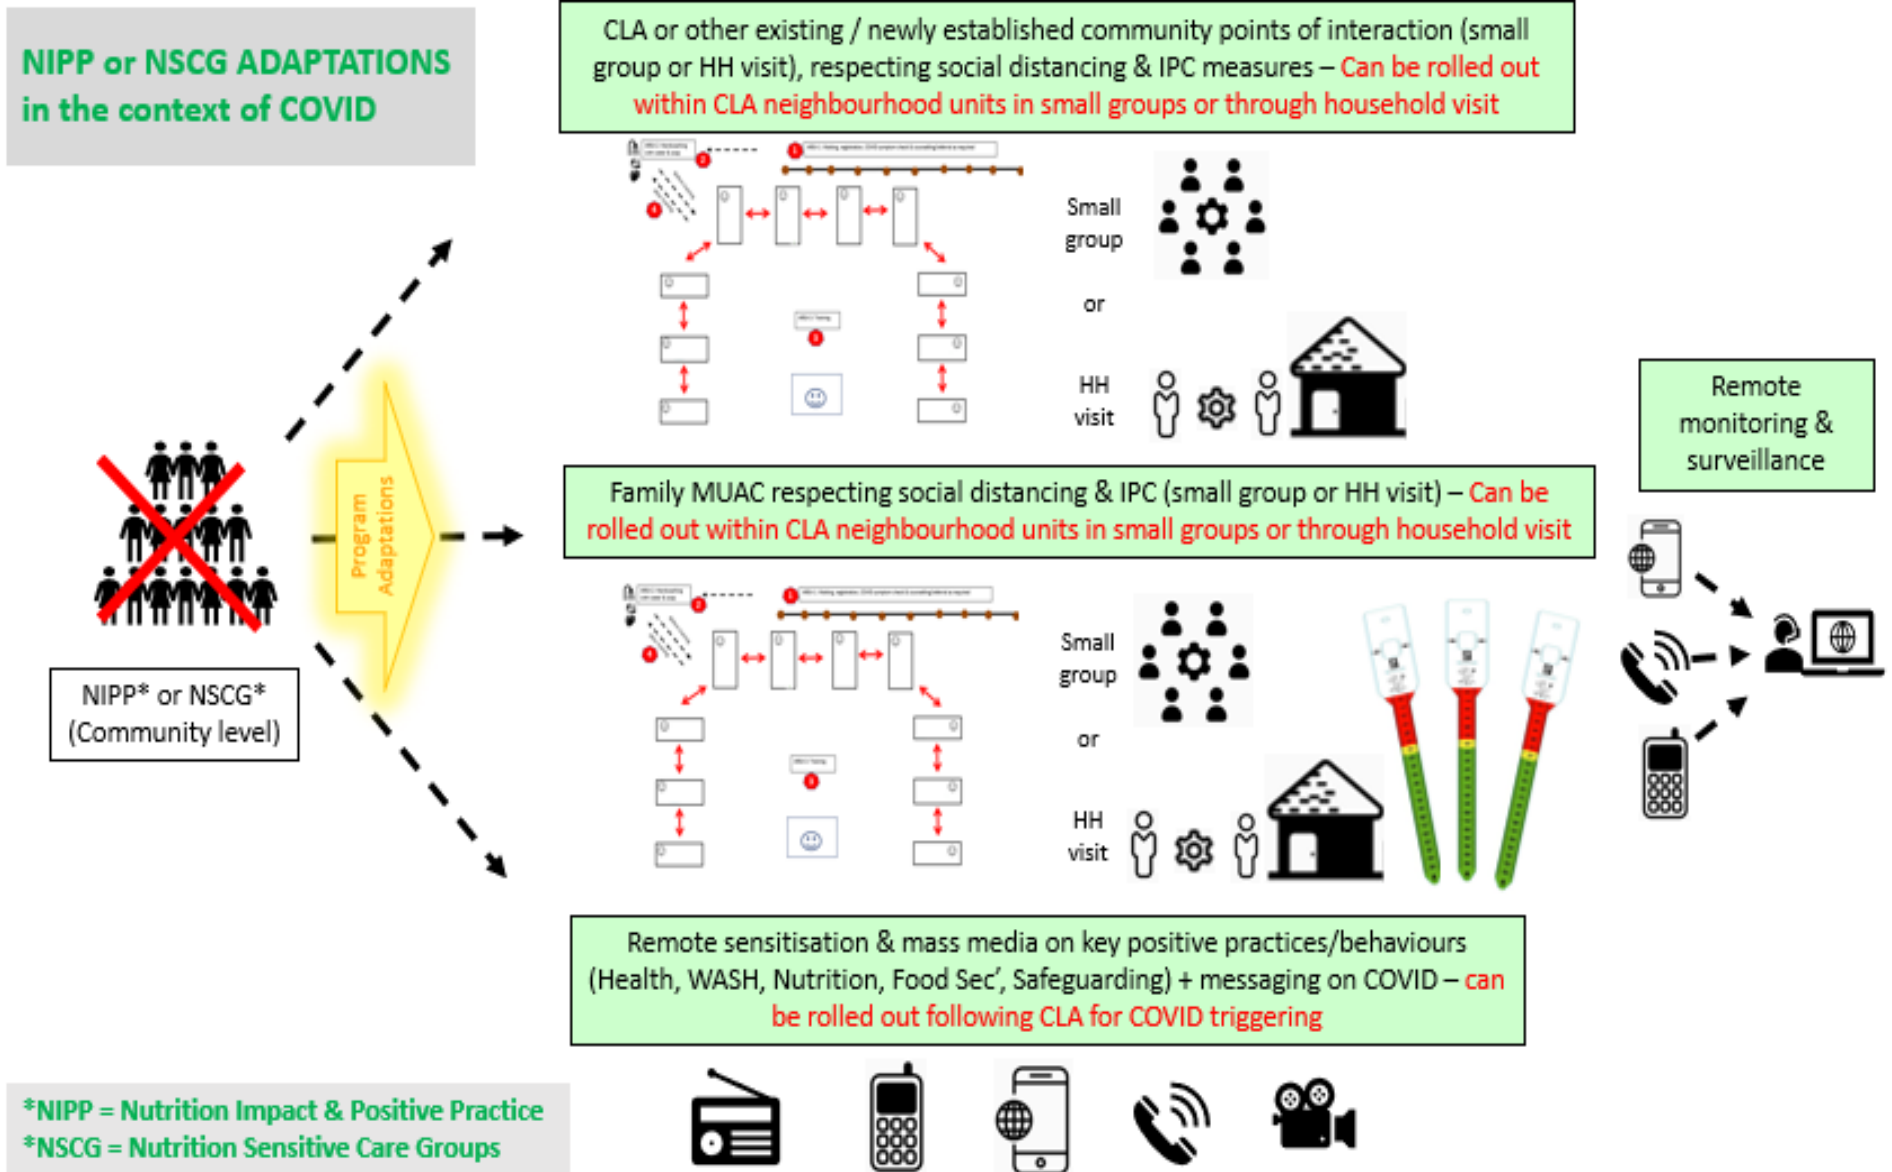 NIPP or NSCG ADAPTATIONS
in the context of COVID
CLA or other existing / newly established community points of interaction (small
group or HH visit), respecting social distancing & IPC measures – Can be rolled out
within CLA neighbourhood units in small groups or through household visit
Small
group
or
HH
visit
Program
Adaptations
NIPP* or NSCG*
(Community level)
Family MUAC respecting social distancing & IPC (small group or HH visit) – Can be
rolled out within CLA neighbourhood units in small groups or through household visit
Small
group
or
HH
visit
Remote
monitoring &
surveillance
Remote sensitisation & mass media on key positive practices/behaviours
(Health, WASH, Nutrition, Food Sec’, Safeguarding) + messaging on COVID – can
be rolled out following CLA for COVID triggering
*NIPP = Nutrition Impact & Positive Practice
*NSCG = Nutrition Sensitive Care Groups